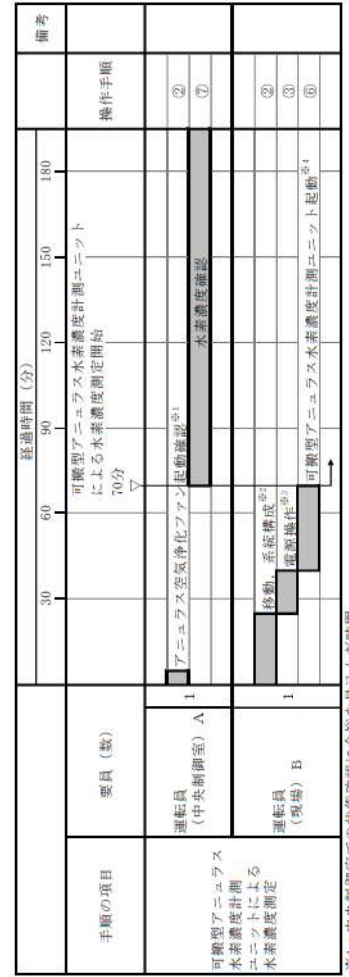 経過時間（分）
備考
30
60
90
120
150
180
手順の項目
要員（数）
操作手順
可搬型アニュラス水素濃度計測ユニット
による水素濃度測定開始
70分
▽
可搬型アニュラス
水素濃度計測
ユニットによる
水素濃度測定
運転員
（中央制御室） A
1
アニュラス空気浄化ファン起動確認※1
②
水素濃度確認
⑦
運転員
（現場） B
1
移動，系統構成※2
②
電源操作※3
③
可搬型アニュラス水素濃度計測ユニット起動※4
⑥